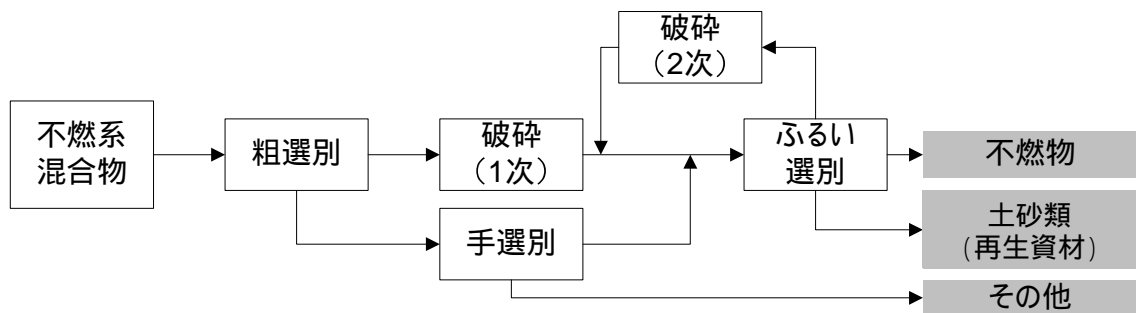 破砕
（2次）
不燃系
混合物
粗選別
破砕
（1次）
ふるい
選別
不燃物
手選別
土砂類
（再生資材）
その他